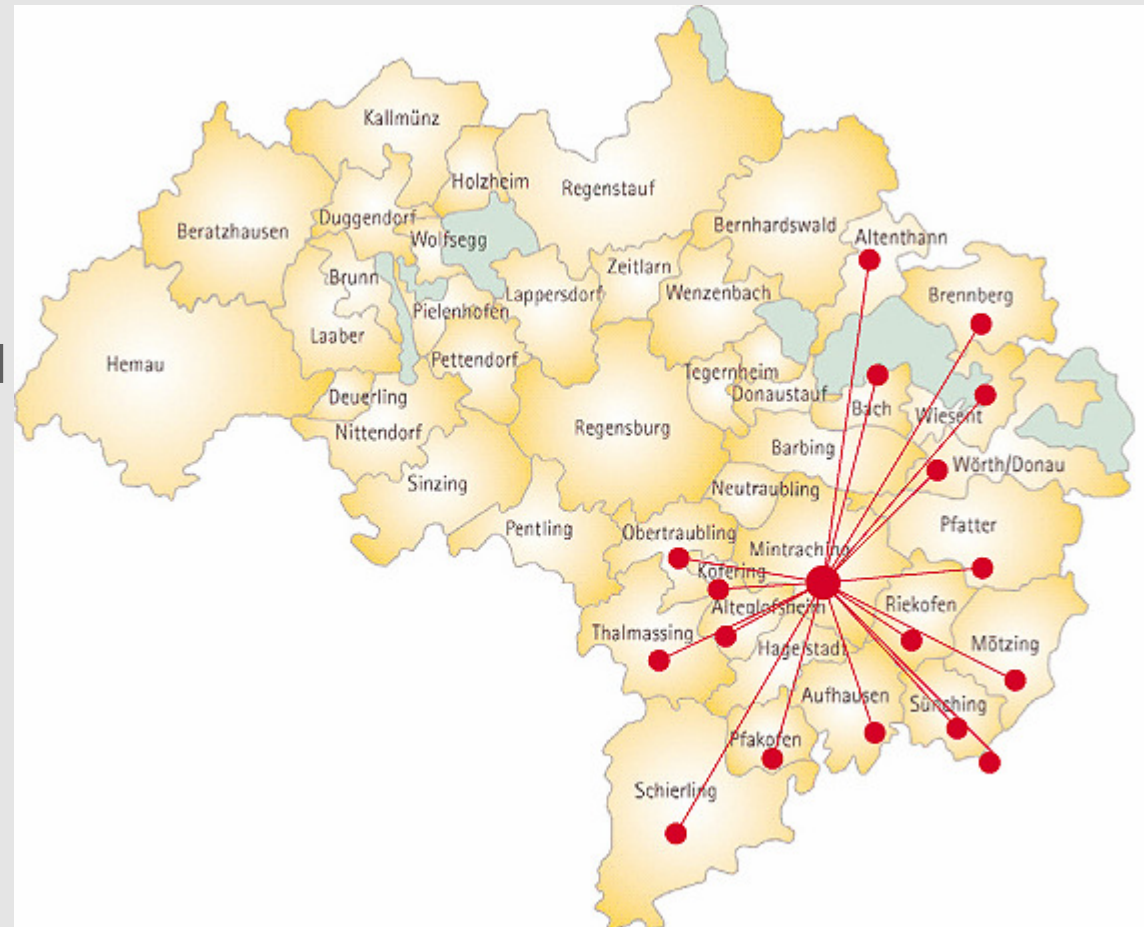 Kallmünz
Holzheim
Regenstauf
Beratzhausen
Duggendorf
Wolfsegg
Bernhardswald
Altenthann
Brunn
Zeitlarn
Wenzenbach
Brennberg
Lappersdorf
Pielenhofen
Laaber
Hemau
Pettendorf
Tegernheim
Donaustauf
Deuerling
Bach
Wiesent
Nittendorf
Regensburg
Barbing
Wörth/Donau
Sinzing
Neutraubling
Pentling
Obertraubling
Mintraching
Pfatter
Köfering
Alteglofsheim
Riekofen
Thalmassing
Hagelstadt
Mötzing
Aufhausen
Sünching
Pfakofen
Schierling